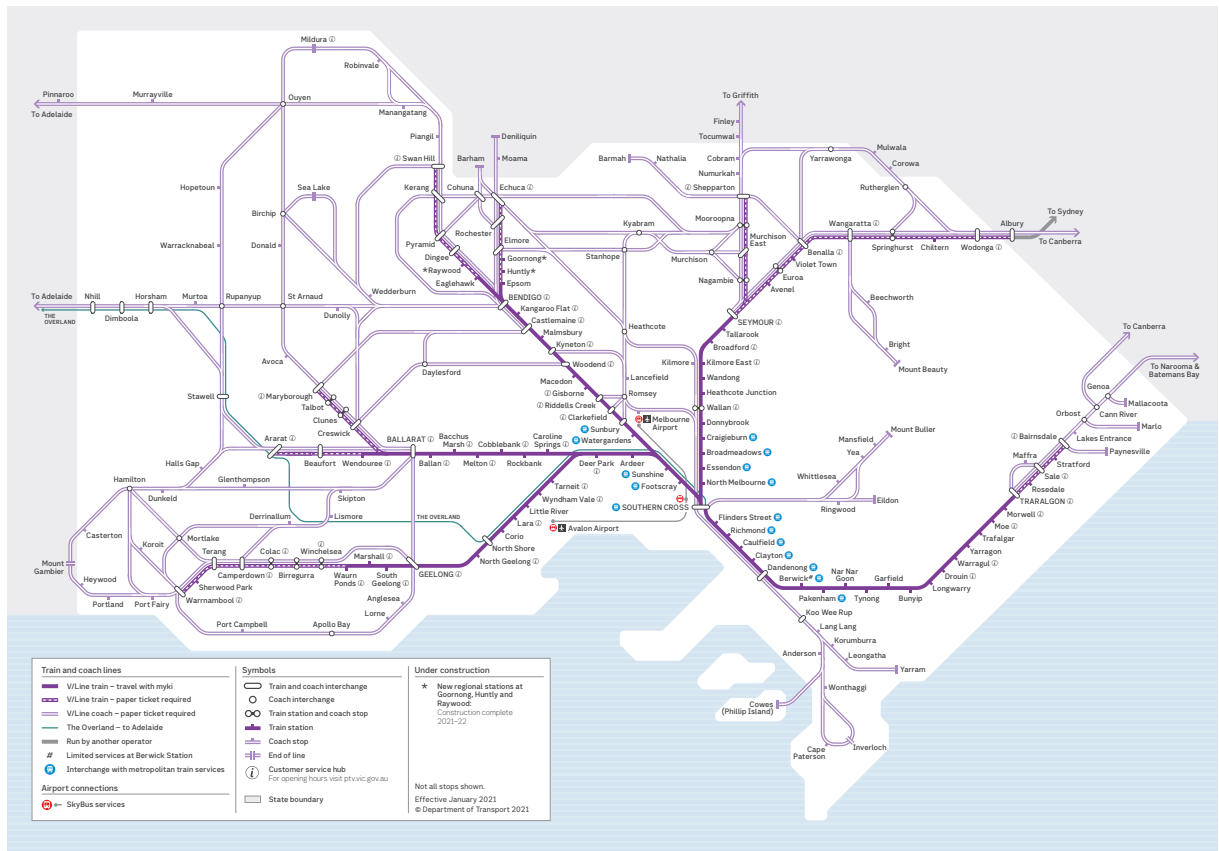 Mildura ⓘ
Robinvale
Pinnaroo
Murrayville
Ouyen
To Adelaide
Manangatang
Piangil
ⓘ Swan Hill
Barham
Deniliquin
Moama
To Griffith
Finley
Tocumwal
Barmah
Nathalia
Cobram
Numurkah
Yarrawonga
Mulwala
Corowa
Rutherglen
Hopetoun
Sea Lake
Kerang
Cohuna
Echuca ⓘ
ⓘ Shepparton
Birchip
Rochester
Kyabram
Mooroopna
Wangaratta ⓘ
Albury
To Sydney
To Canberra
Warracknabeal
Donald
Pyramid
Elmore
Stanhope
Murchison
Murchison
East
Benalla ⓘ
Springhurst
Chiltern
Wodonga ⓘ
Dingee
Goornong*
*Raywood
Huntly*
Eaglehawk
Epsom
Nagambie
Violet Town
Euroa
Avenel
To Adelaide
Nhill
Horsham
Murtoa
Rupanyup
St Arnaud
Wedderburn
THE
OVERLAND
Dimboola
Dunolly
BENDIGO ⓘ
Kangaroo Flat ⓘ
Castlemaine ⓘ
Malmsbury
Kyneton ⓘ
Woodend ⓘ
Heathcote
SEYMOUR ⓘ
Tallarook
Broadford ⓘ
Kilmore
Kilmore East ⓘ
Wandong
Heathcote Junction
Wallan ⓘ
Donnybrook
Craigieburn
Broadmeadows
Essendon
North Melbourne
Beechworth
Bright
Mount Beauty
To Canberra
To Narooma &
Batemans Bay
Avoca
Daylesford
Stawell
ⓘ Maryborough
Talbot
Clunes
Creswick
Macedon
ⓘ Gisborne
ⓘ Riddells Creek
ⓘ Clarkefield
Sunbury
Watergardens
Lancefield
Romsey
Melbourne
Airport
Genoa
Mallacoota
Cann River
Orbost
Marlo
Ararat ⓘ
Beaufort
Wendouree ⓘ
BALLARAT ⓘ
Ballan ⓘ
Bacchus
Marsh ⓘ
Melton ⓘ
Cobblebank ⓘ
Rockbank
Caroline
Springs ⓘ
Deer Park
ⓘ
Ardeer
Sunshine
Footscray
SOUTHERN CROSS
Mansfield
Mount Buller
Yea
Whittlesea
Eildon
Ringwood
ⓘ Bairnsdale
Lakes Entrance
Paynesville
Maffra
Stratford
Sale ⓘ
Rosedale
TRARALGON ⓘ
Morwell ⓘ
Moe ⓘ
Trafalgar
Yarragon
Warragul ⓘ
Drouin ⓘ
Longwarry
Halls Gap
Hamilton
Dunkeld
Glenthompson
Skipton
Derrinallum
Lismore
THE OVERLAND
Tarneit ⓘ
Wyndham Vale ⓘ
Little River
Lara ⓘ
Corio
North Shore
North Geelong ⓘ
Avalon Airport
Casterton
Koroit
Mortlake
Terang
Colac ⓘ
ⓘ
Winchelsea
Marshall ⓘ
Mount
Gambier
Camperdown ⓘ
Birregurra
Waurn
Ponds ⓘ
South
Geelong ⓘ
GEELONG ⓘ
Sherwood Park
Warrnambool ⓘ
Heywood
Portland
Port Fairy
Anglesea
Lorne
Port Campbell
Apollo Bay
Flinders Street
Richmond
Caulfield
Clayton
Dandenong
Berwick#
Nar Nar
Goon
Garfield
Pakenham
Tynong
Bunyip
Koo Wee Rup
Lang Lang
Korumburra
Anderson
Leongatha
Yarram
Wonthaggi
Cowes
(Phillip Island)
Cape
Paterson
Inverloch
Train and coach lines
V/Line train – travel with myki
V/Line train – paper ticket required
V/Line coach – paper ticket required
The Overland – to Adelaide
Run by another operator
# Limited services at Berwick Station
Interchange with metropolitan train services
Airport connections
SkyBus services
Symbols
Train and coach interchange
Coach interchange
Train station and coach stop
Train station
Coach stop
End of line
i Customer service hub
For opening hours visit ptv.vic.gov.au
State boundary
Under construction
* New regional stations at
Goornong, Huntly and
Raywood:
Construction complete
2021–22
Not all stops shown.
Effective January 2021
© Department of Transport 2021